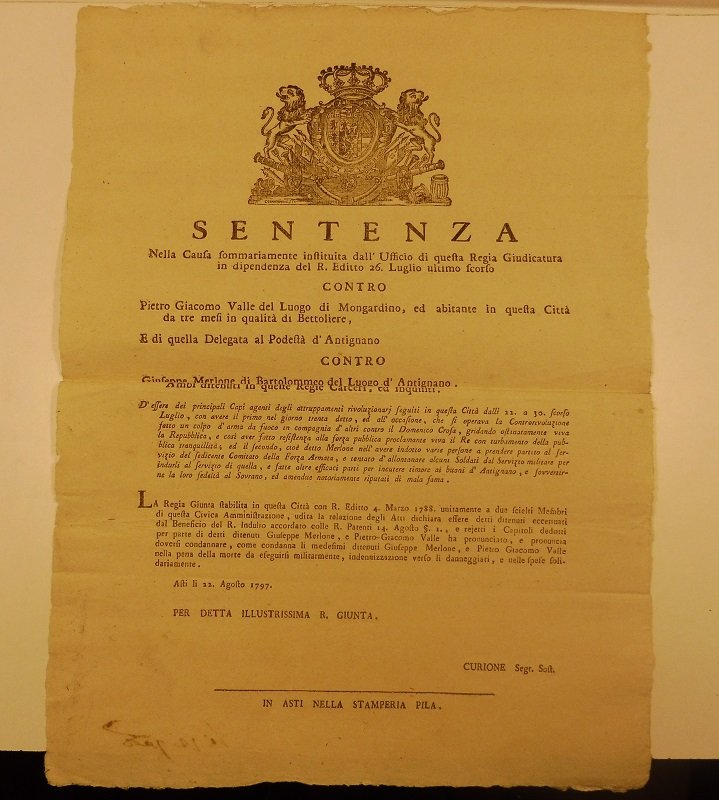 SENTENZA
Nella Causa sommariamente instituita dall' Ufficio di questa Regia Giudicatura
in dipendenza del R. Editto 26. Luglio ultimo scorso
CONTRO
Pietro Giacomo Valle del Luogo di Mongardino, ed abitante in questa Città
da tre mesi in qualità di Bettoliere,
E di quella Delegata al Podestà d' Antignano
CONTRO
Giuseppe Merlone di Bartolommeo del Luogo d' Antignano.
Ambi ditenuti in queste Regie Carceri, ed inquiriti.
D' essere dei principali Capi agenti degli attruppamenti rivoluzionarj seguiti in questa Città dalli 22. a 30. scorso
Luglio, con avere il primo nel giorno trenta detto, ed all' occasione, che si operava la Controrivoluzione
fatto un colpo d' arma da fuoco in compagnia d' altri contro il Domenico Crosa, gridando ostinatamente viva
la Repubblica, e così aver fatto resistenza alla forza pubblica proclamante viva il Re con turbamento della pub-
blica tranquillità, ed il secondo, cioè detto Merlone nell' avere indotto varie persone a prendere partito al ser-
vizio del sedicente Comitato della Forza Armata, e tentato d' allontanare alcuni Soldati dal Servizio militare per
indurli al servizio di quella, e fatte altre efficaci parti per incutere timore ai buoni d' Antignano, e sovvertir-
ne la loro fedeltà al Sovrano, ed amendue notoriamente riputati di mala fama.
LA Regia Giunta stabilita in questa Città con R. Editto 4. Marzo 1788. unitamente a due scielti Membri
di questa Civica Amministrazione, udita la relazione degli Atti dichiara essere detti ditenuti eccettuati
dal Beneficio del R. Indulto accordato colle R. Patenti 14. Agosto §. 1., e rejetti i Capitoli dedotti
per parte di detti ditenuti Giuseppe Merlone, e Pietro-Giacomo Valle ha pronunciato, e pronuncia
doversi condannare, come condanna li medesimi ditenuti Giuseppe Merlone, e Pietro Giacomo Valle
nella pena della morte da eseguirsi militarmente, indennizzazione verso li danneggiati, e nelle spese soli-
dariamente.
Asti li 22. Agosto 1797.
PER DETTA ILLUSTRISSIMA R. GIUNTA.
CURIONE Segr. Sost.
IN ASTI NELLA STAMPERIA PILA.